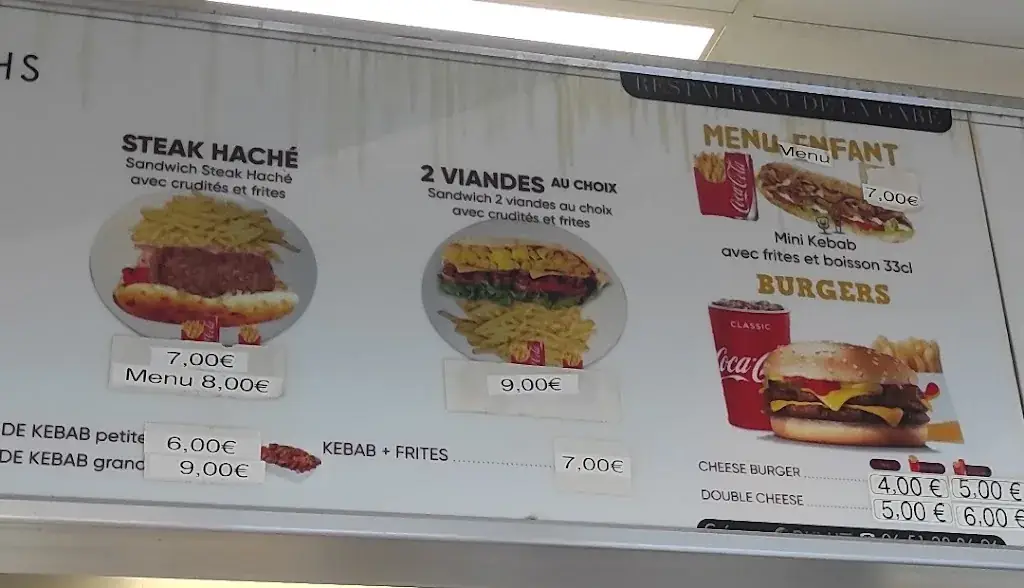 HS
RESTAURANT DE LA GARE
STEAK HACHÉ
Sandwich Steak Haché
avec crudités et frites
7,00€
Menu 8,00€
2 VIANDES AU CHOIX
Sandwich 2 viandes au choix
avec crudités et frites
9,00€
DE KEBAB petite 6,00€
DE KEBAB grand 9,00€
KEBAB + FRITES 7,00€
MENU ENFANT
Menu
7,00€
Coca-Cola
Mini Kebab
avec frites et boisson 33cl
BURGERS
CLASSIC
Coca-C
CHEESE BURGER 4,00 € 5,00 €
DOUBLE CHEESE 5,00 € 6,00 €